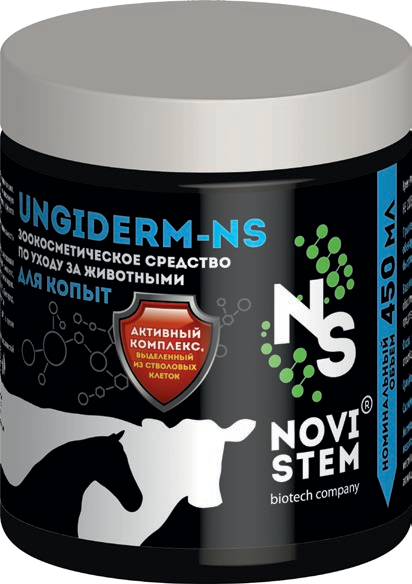 UNGIDERM-NS
ЗООКОСМЕТИЧЕСКОЕ СРЕДСТВО
ПО УХОДУ ЗА ЖИВОТНЫМИ
ДЛЯ КОПЫТ
АКТИВНЫЙ
КОМПЛЕКС,
ВЫДЕЛЕННЫЙ
ИЗ СТВОЛОВЫХ
КЛЕТОК
NS
NOVI®
STEM
biotech company
НОМИНАЛЬНЫЙ
ОБЪЕМ
450 МЛ